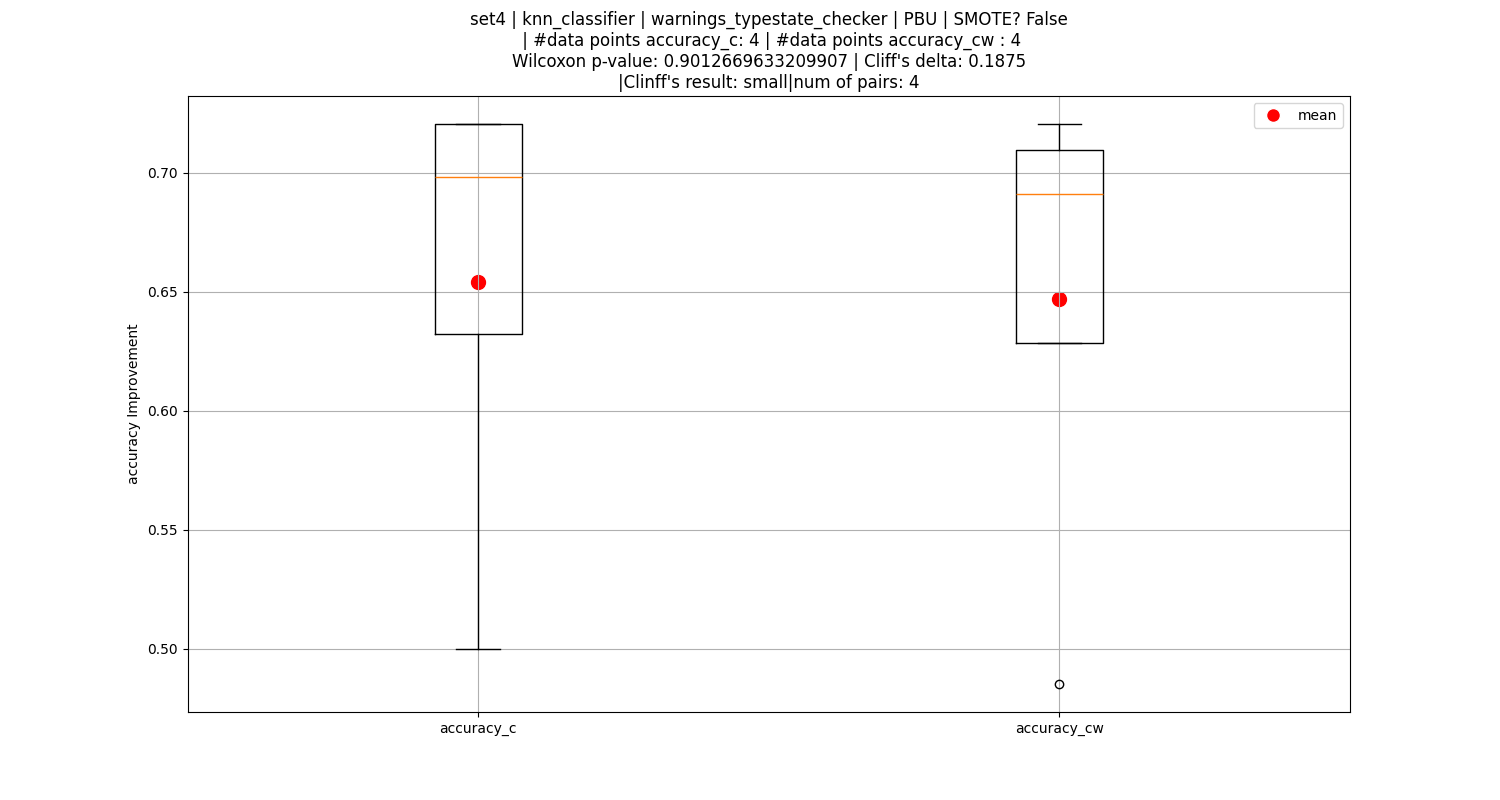 set4 | knn_classifier | warnings_typestate_checker | PBU | SMOTE? False
| #data points accuracy_c: 4 | #data points accuracy_cw : 4
Wilcoxon p-value: 0.9012669633209907 | Cliff's delta: 0.1875
|Clinff's result: small|num of pairs: 4
mean
0.70
0.65
0.60
0.55
0.50
accuracy Improvement
accuracy_c
accuracy_cw